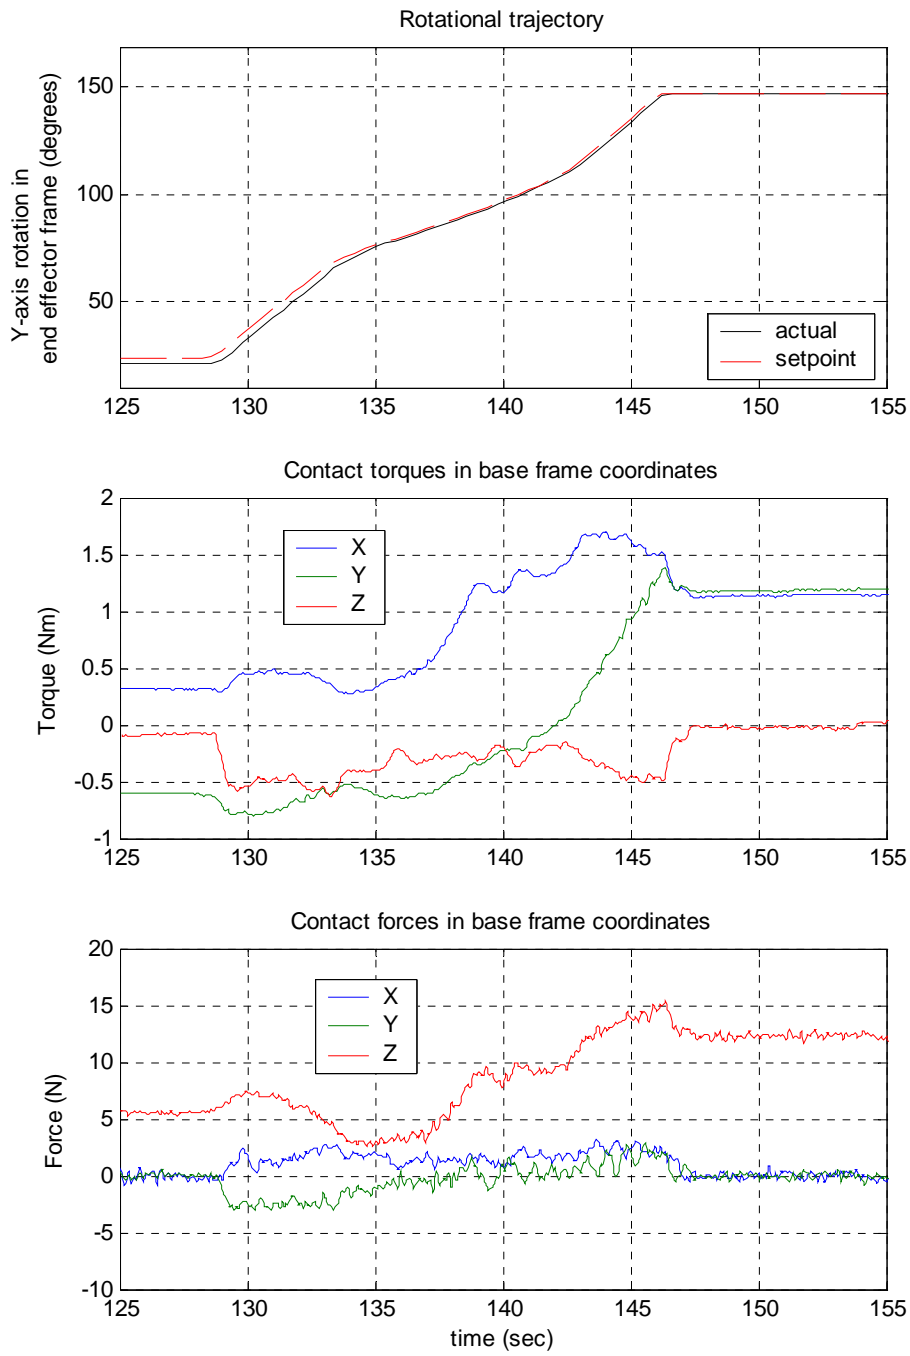 Rotational trajectory
Y-axis rotation in
end effector frame (degrees)
150
100
50
actual
setpoint
125 130 135 140 145 150 155
Contact torques in base frame coordinates
Torque (Nm)
2
1.5
1
0.5
0
-0.5
-1
X
Y
Z
125 130 135 140 145 150 155
Contact forces in base frame coordinates
Force (N)
20
15
10
5
0
-5
-10
X
Y
Z
125 130 135 140 145 150 155
time (sec)